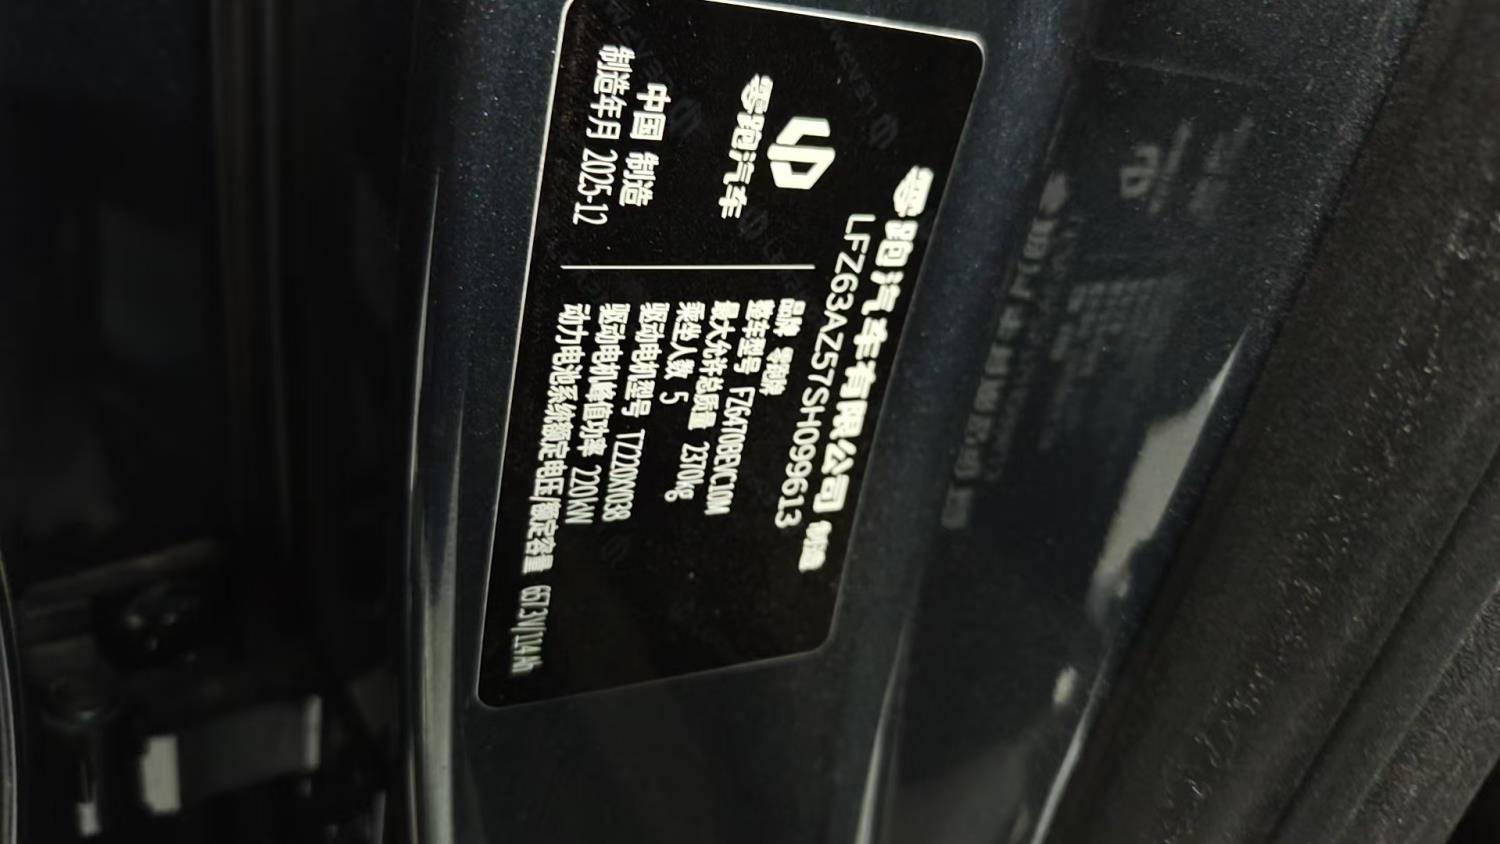 零跑汽车有限公司 制造
LFZ63AZ57SH099613
零跑汽车
中国 制造
制造年月 2025-12
品牌 零跑牌
整车型号 FZ6470BEVC10M
最大允许总质量 2370kg
乘坐人数 5
驱动电机型号 TZ220XY038
驱动电机峰值功率 220kW
动力电池系统额定电压/额定容量 657.3V/114Ah